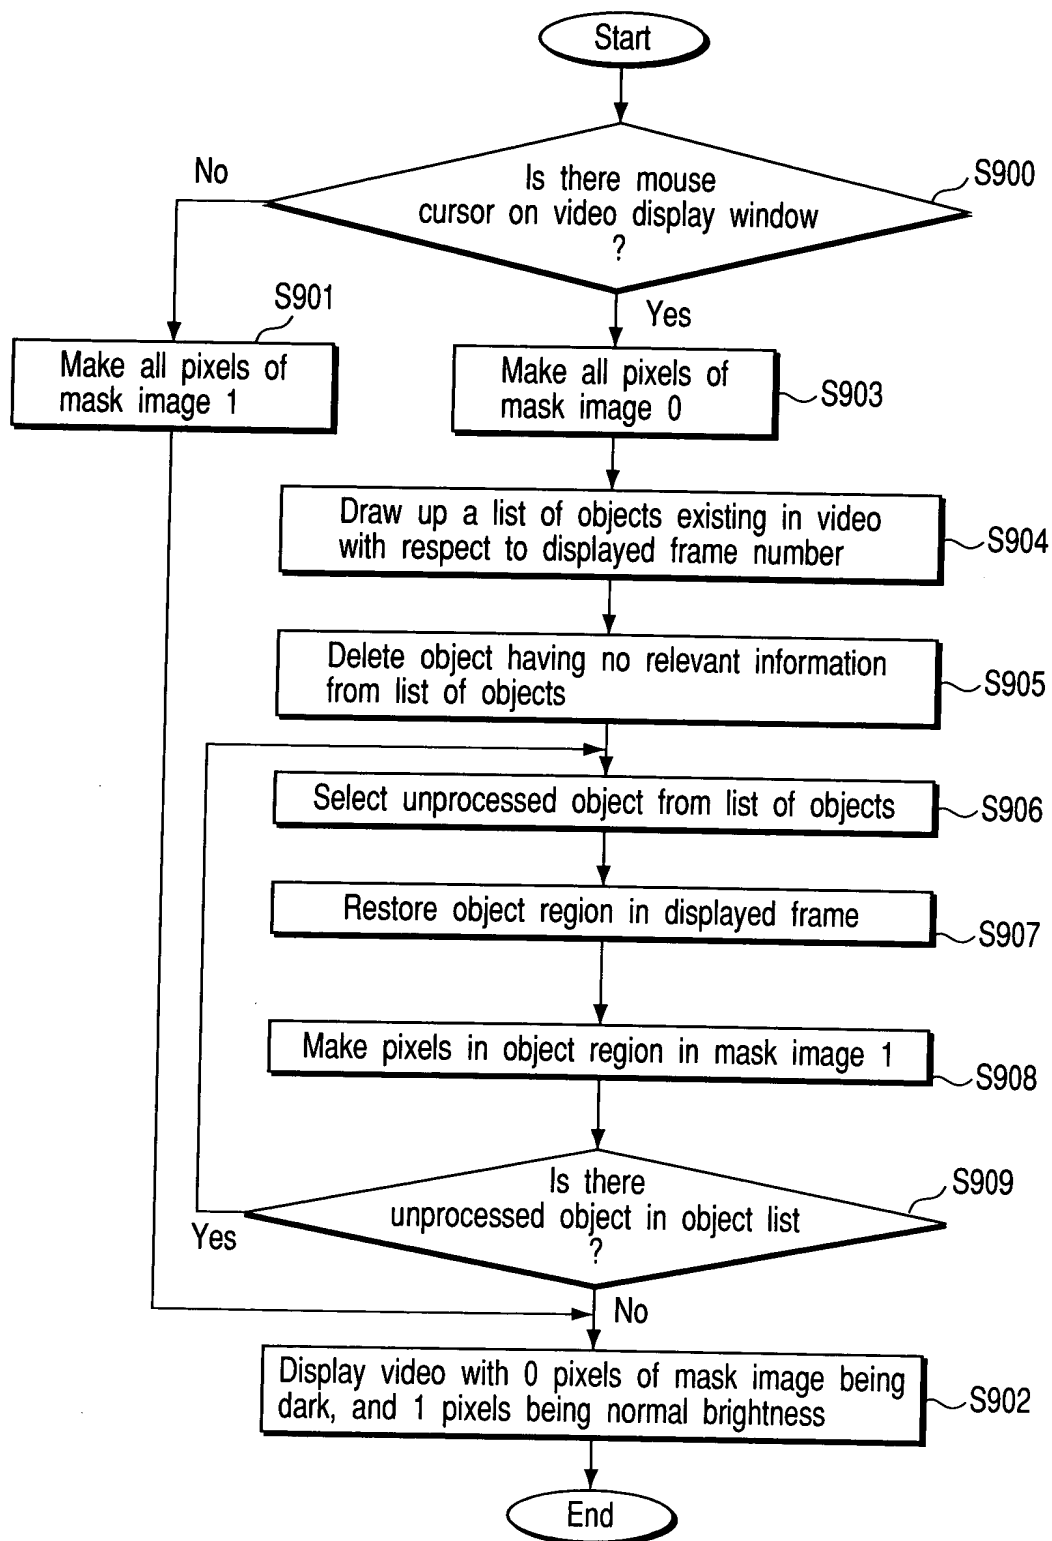 Start
Is there mouse
cursor on video display window
?
S900
No
Yes
S901
Make all pixels of
mask image 1
Make all pixels of
mask image 0
S903
Draw up a list of objects existing in video
with respect to displayed frame number
S904
Delete object having no relevant information
from list of objects
S905
Select unprocessed object from list of objects
S906
Restore object region in displayed frame
S907
Make pixels in object region in mask image 1
S908
Is there
unprocessed object in object list
?
S909
Yes
No
Display video with 0 pixels of mask image being
dark, and 1 pixels being normal brightness
S902
End